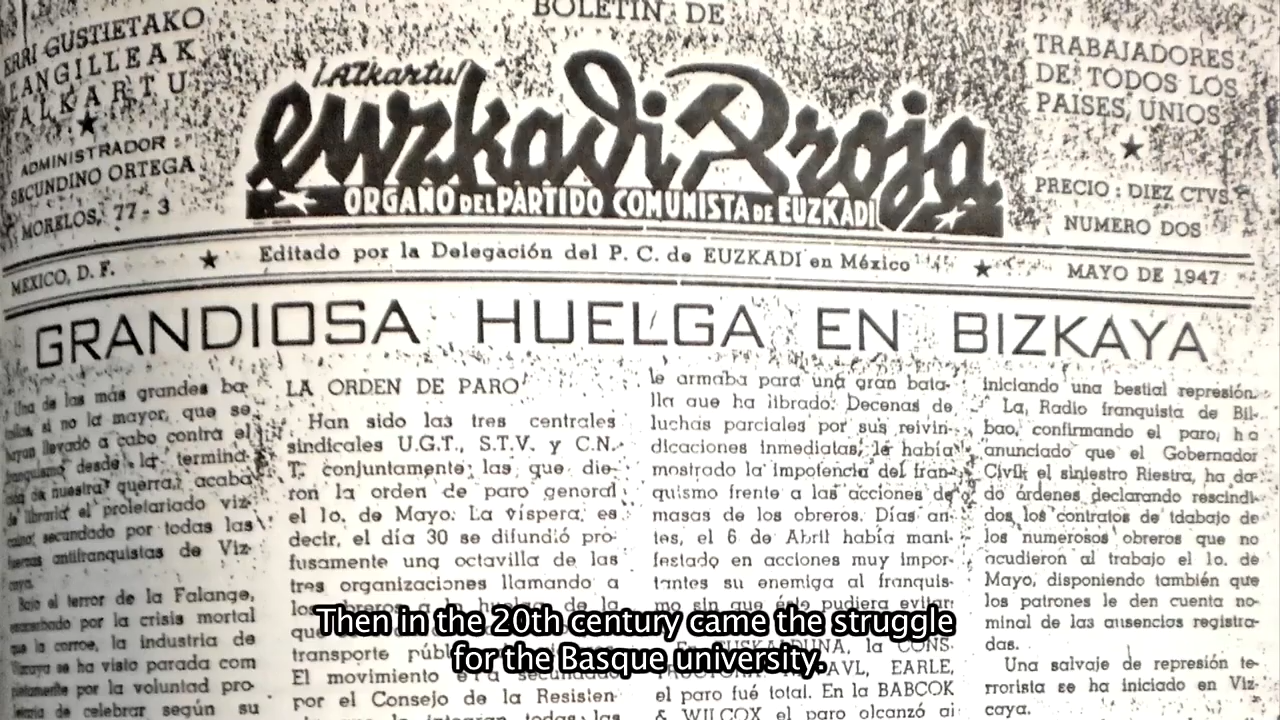 BOLETIN DE
ERRI GUSTIETAKO
LANGILLEAK
ALKARTU
ADMINISTRADOR
SECUNDINO ORTEGA
MORELOS, 77-3
¡Alkartu!
euzkadi Rroja
ORGANO DEL PARTIDO COMUNISTA DE EUZKADI
TRABAJADORES
DE TODOS LOS
PAISES, UNIOS
PRECIO: DIEZ CTVS.
NUMERO DOS
MEXICO, D. F.
Editado por la Delegación del P. C. de EUZKADI en México
MAYO DE 1947
GRANDIOSA HUELGA EN BIZKAYA
Una de las más grandes ba-
si no la mayor, que se
llevado a cabo contra el
desde la termina-
de nuestra guerra, acaba
de librarla el proletariado viz-
secundado por todas las
antifranquistas de Viz-
caya.
Bajo el terror de la Falange,
por la crisis mortal
que la corroe, la industria de
Vizcaya se ha visto parada com
por la voluntad pro-
de celebrar según su
LA ORDEN DE PARO
Han sido las tres centrales
sindicales U.G.T., S.T.V. y C.N.
T. conjuntamente; las que die-
ron la orden de paro general
el 1o. de Mayo. La víspera, es
decir, el día 30 se difundió pro-
fusamente una octavilla de las
tres organizaciones llamando a
los obreros a la huelga de la
que
transporte
El movimiento era secundado
por el Consejo de la Resisten-
le armaba para una gran bata-
lla que ha librado. Decenas de
luchas parciales por sus reivin-
dicaciones inmediatas, le había
mostrado la impotencia del fran-
quismo frente a las acciones de
masas de los obreros. Días an-
tes, el 6 de Abril había mani-
festado en acciones muy impor-
tantes su enemiga al franquis-
mo sin que éste pudiera evitar
En EUSKALDUNA, la CONS-
NAVL, EARLE,
el paro fué total. En la BABCOK
& WILCOX el paro alcanzó al
iniciando una bestial represión.
La, Radio franquista de Bil-
bao, confirmando el paro, ha
anunciado que el Gobernador
Civik el siniestro Riestra, ha da-
do órdenes declarando rescindi-
dos los contratos de tdabajo de
los numerosos obreros que no
acudieron al trabajo el 1o. de
Mayo, disponiendo también que
los patrones le den cuenta no-
minal de las ausencias registra-
das.
Una salvaje de represión te-
rrorista se ha iniciado en Viz-
caya.
Then in the 20th century came the struggle
for the Basque university.